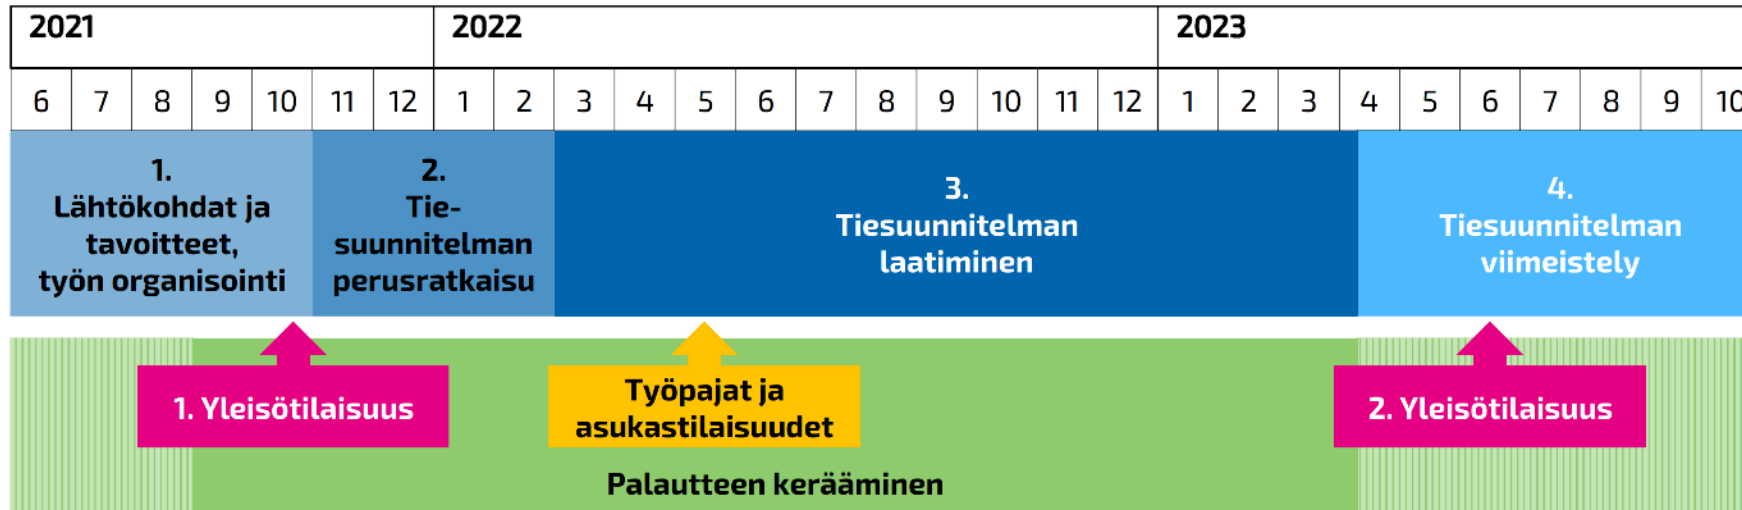 2021 2022 2023
6 7 8 9 10 11 12 1 2 3 4 5 6 7 8 9 10 11 12 1 2 3 4 5 6 7 8 9 10
1.
Lähtökohdat ja
tavoitteet,
työn organisointi
2.
Tie-
suunnitelman
perusratkaisu
3.
Tiesuunnitelman
laatiminen
4.
Tiesuunnitelman
viimeistely
1. Yleisötilaisuus
Työpajat ja
asukastilaisuudet
2. Yleisötilaisuus
Palautteen kerääminen